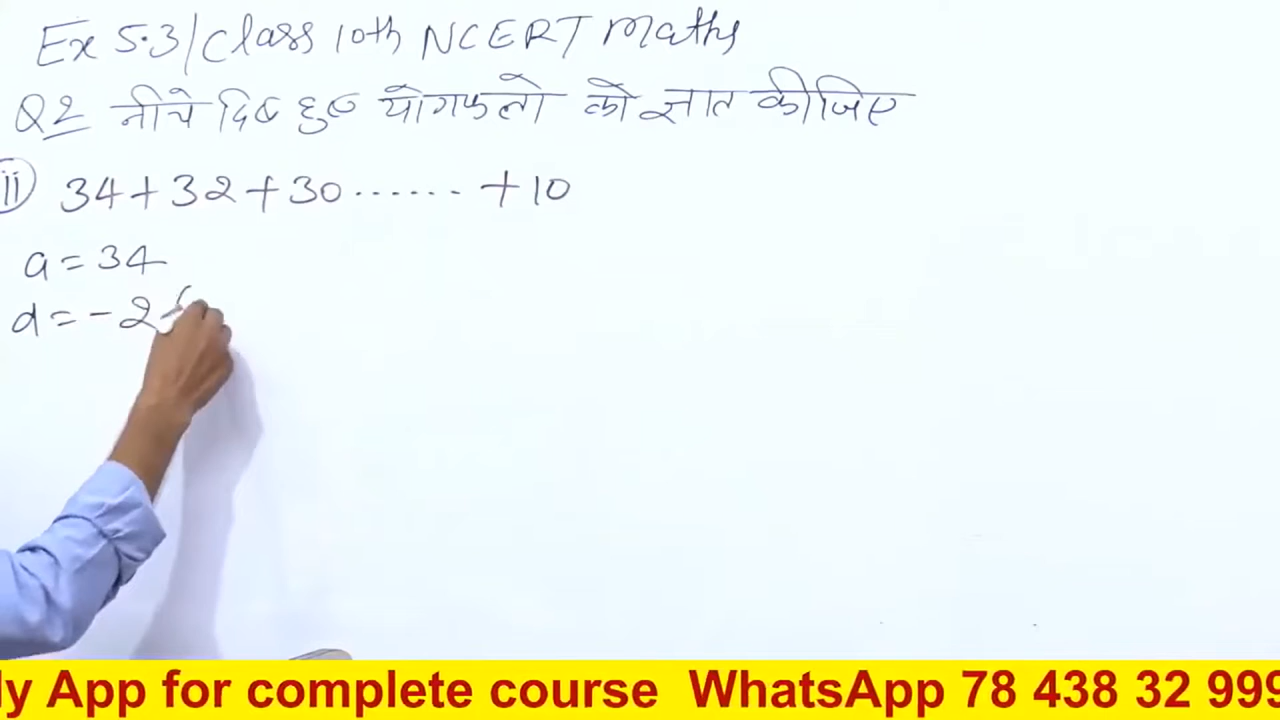 Ex 5.3/Class 10th NCERT Maths
Q2 नीचे दिए हुए योगफलो को ज्ञात कीजिए
ii 34+32+30.......+10
a=34
d=-2
ly App for complete course WhatsApp 78 438 32 999